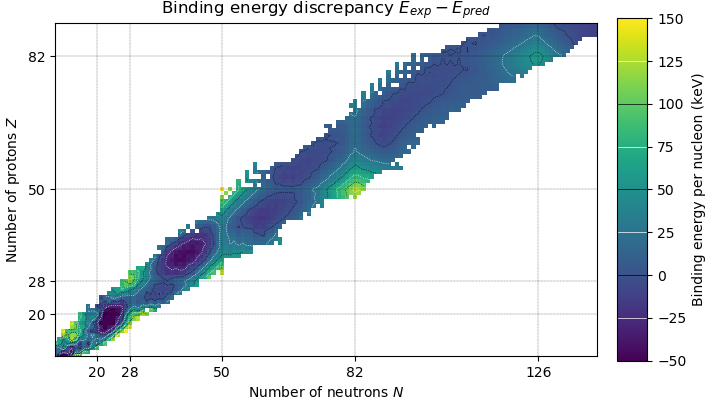 Binding energy discrepancy E_exp − E_pred
82
50
28
20
20 28 50 82 126
Number of protons Z
Number of neutrons N
150
125
100
75
50
25
0
−25
−50
Binding energy per nucleon (keV)